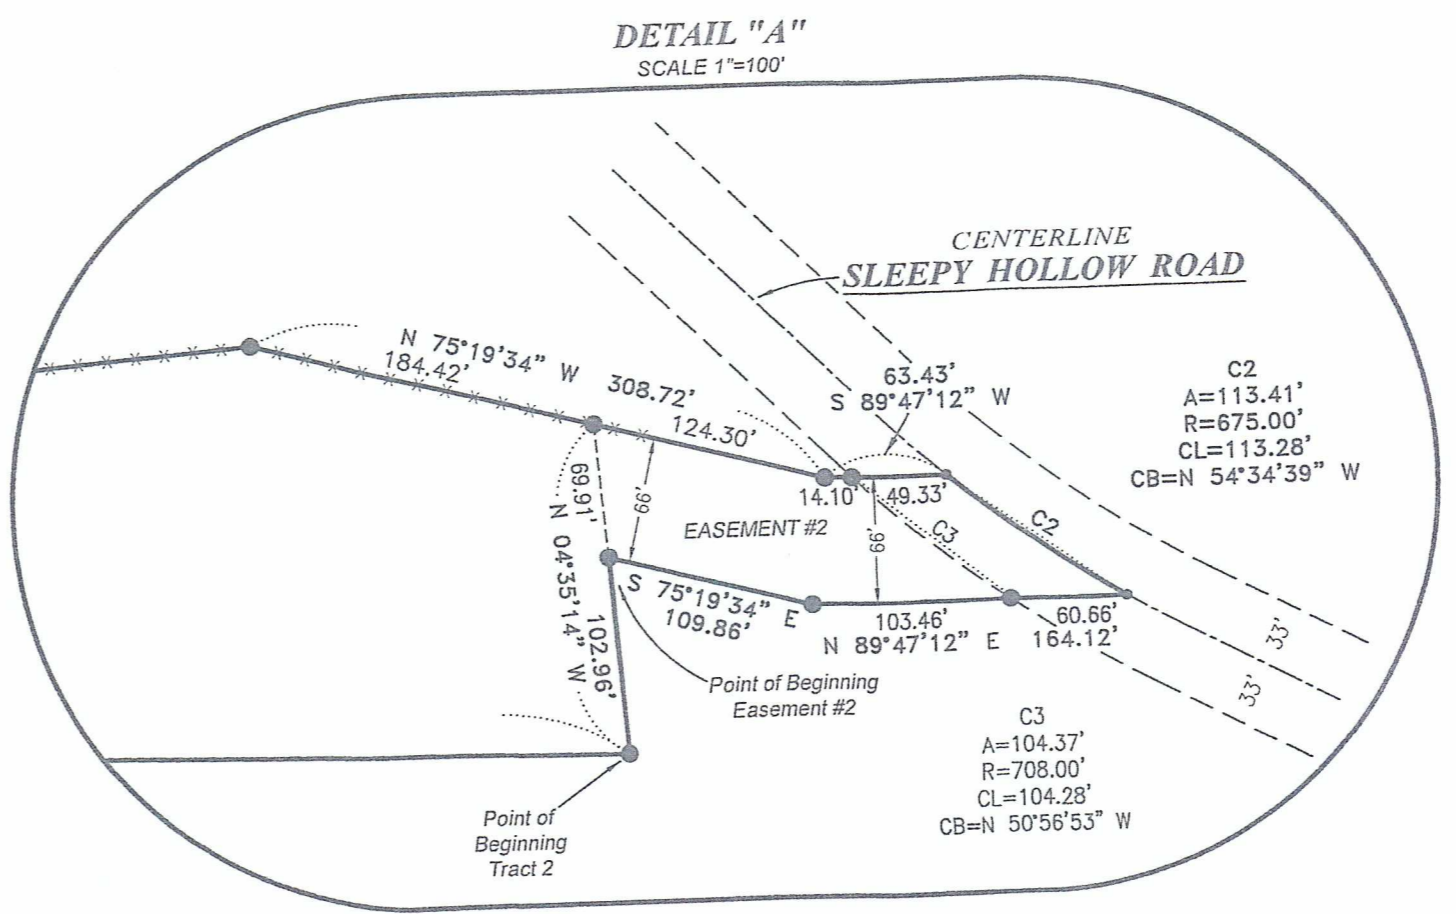 DETAIL "A"
SCALE 1"=100'
CENTERLINE
SLEEPY HOLLOW ROAD
N 75°19'34" W 308.72'
184.42'
124.30'
63.43'
S 89°47'12" W
C2
A=113.41'
R=675.00'
CL=113.28'
CB=N 54°34'39" W
14.10'
49.33'
69.91'
66'
EASEMENT #2
66'
C3
C2
N 04°35'14" W
102.96'
S 75°19'34" E
109.86'
103.46'
N 89°47'12" E
60.66'
164.12'
33'
33'
Point of Beginning
Easement #2
C3
A=104.37'
R=708.00'
CL=104.28'
CB=N 50°56'53" W
Point of
Beginning
Tract 2